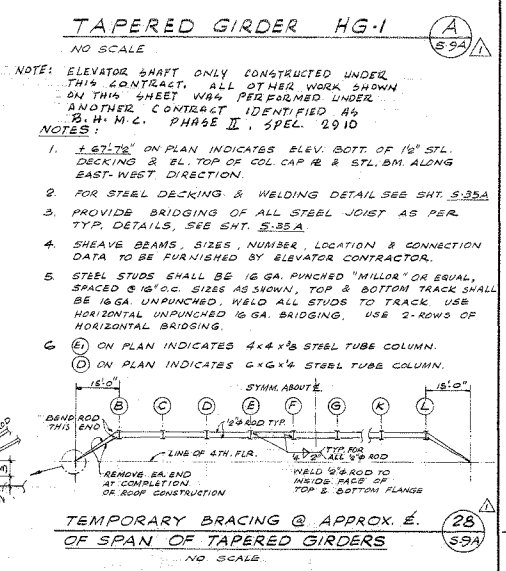 TAPERED GIRDER HG-1
A
S-9A
1
NO SCALE
NOTE: ELEVATOR SHAFT ONLY CONSTRUCTED UNDER
THIS CONTRACT. ALL OTHER WORK SHOWN
ON THIS SHEET WAS PERFORMED UNDER
ANOTHER CONTRACT IDENTIFIED AS
B.H.M.C. PHASE II, SPEC. 2910
NOTES:
1. + 67'-7½" ON PLAN INDICATES ELEV. BOTT. OF 1½" STL.
DECKING & EL. TOP OF COL. CAP ℞ & STL. BM. ALONG
EAST-WEST DIRECTION.
2. FOR STEEL DECKING & WELDING DETAIL SEE SHT. S-35A
3. PROVIDE BRIDGING OF ALL STEEL JOIST AS PER
TYP. DETAILS, SEE SHT. S-35A.
4. SHEAVE BEAMS, SIZES, NUMBER, LOCATION & CONNECTION
DATA TO BE FURNISHED BY ELEVATOR CONTRACTOR.
5. STEEL STUDS SHALL BE 16 GA. PUNCHED "MILLOR" OR EQUAL,
SPACED @ 16" O.C. SIZES AS SHOWN, TOP & BOTTOM TRACK SHALL
BE 16 GA. UNPUNCHED, WELD ALL STUDS TO TRACK. USE
HORIZONTAL UNPUNCHED 16 GA. BRIDGING, USE 2-ROWS OF
HORIZONTAL BRIDGING.
6 E1 ON PLAN INDICATES 4x4x⅜ STEEL TUBE COLUMN.
D ON PLAN INDICATES 6x6x¼ STEEL TUBE COLUMN.
15'-0"
SYMM. ABOUT ℄
15'-0"
B C D E F G K L
BEND ROD
THIS END
½"ϕ ROD TYP.
LINE OF 4TH. FLR.
¼ 2"
TYP. FOR
ALL ½"ϕ ROD
REMOVE EA. END
AT COMPLETION
OF ROOF CONSTRUCTION
WELD ½"ϕ ROD TO
INSIDE FACE OF
TOP & BOTTOM FLANGE
TEMPORARY BRACING @ APPROX. ℄
OF SPAN OF TAPERED GIRDERS
28
S-9A
1
NO SCALE